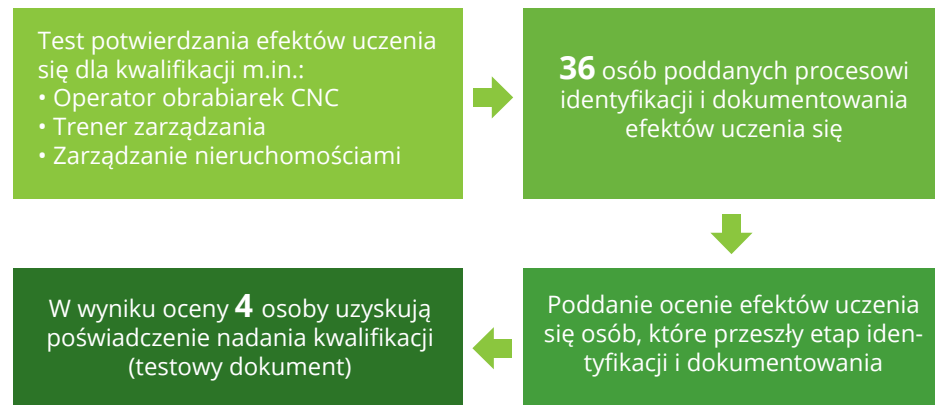 Test potwierdzania efektów uczenia
się dla kwalifikacji m.in.:
• Operator obrabiarek CNC
• Trener zarządzania
• Zarządzanie nieruchomościami
36 osób poddanych procesowi
identyfikacji i dokumentowania
efektów uczenia się
Poddanie ocenie efektów uczenia
się osób, które przeszły etap iden-
tyfikacji i dokumentowania
W wyniku oceny 4 osoby uzyskują
poświadczenie nadania kwalifikacji
(testowy dokument)